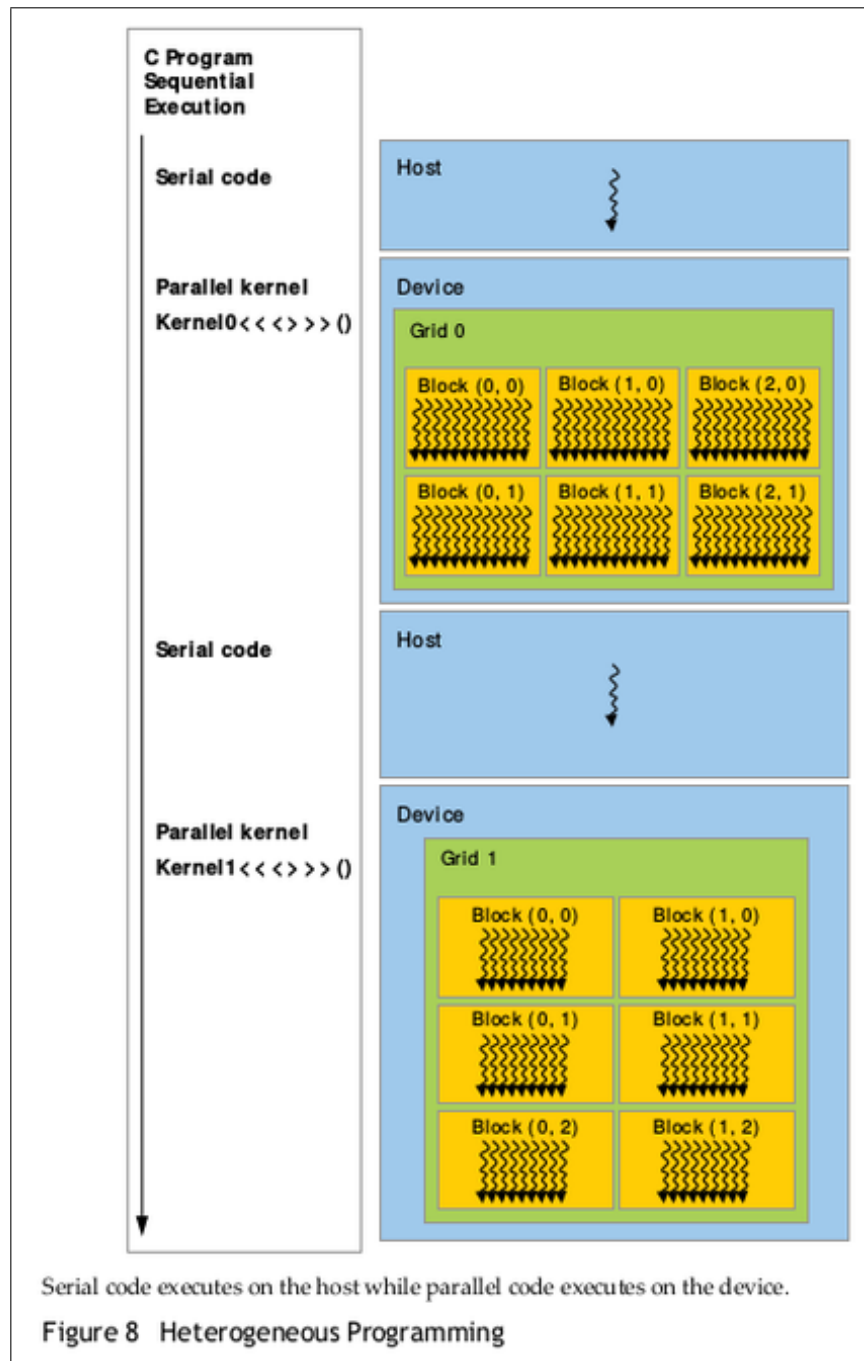 C Program
Sequential
Execution
Serial code
Host
Parallel kernel
Kernel0<<<>>>()
Device
Grid 0
Block (0, 0) Block (1, 0) Block (2, 0)
Block (0, 1) Block (1, 1) Block (2, 1)
Serial code
Host
Parallel kernel
Kernel1<<<>>>()
Device
Grid 1
Block (0, 0) Block (1, 0)
Block (0, 1) Block (1, 1)
Block (0, 2) Block (1, 2)
Serial code executes on the host while parallel code executes on the device.
Figure 8 Heterogeneous Programming